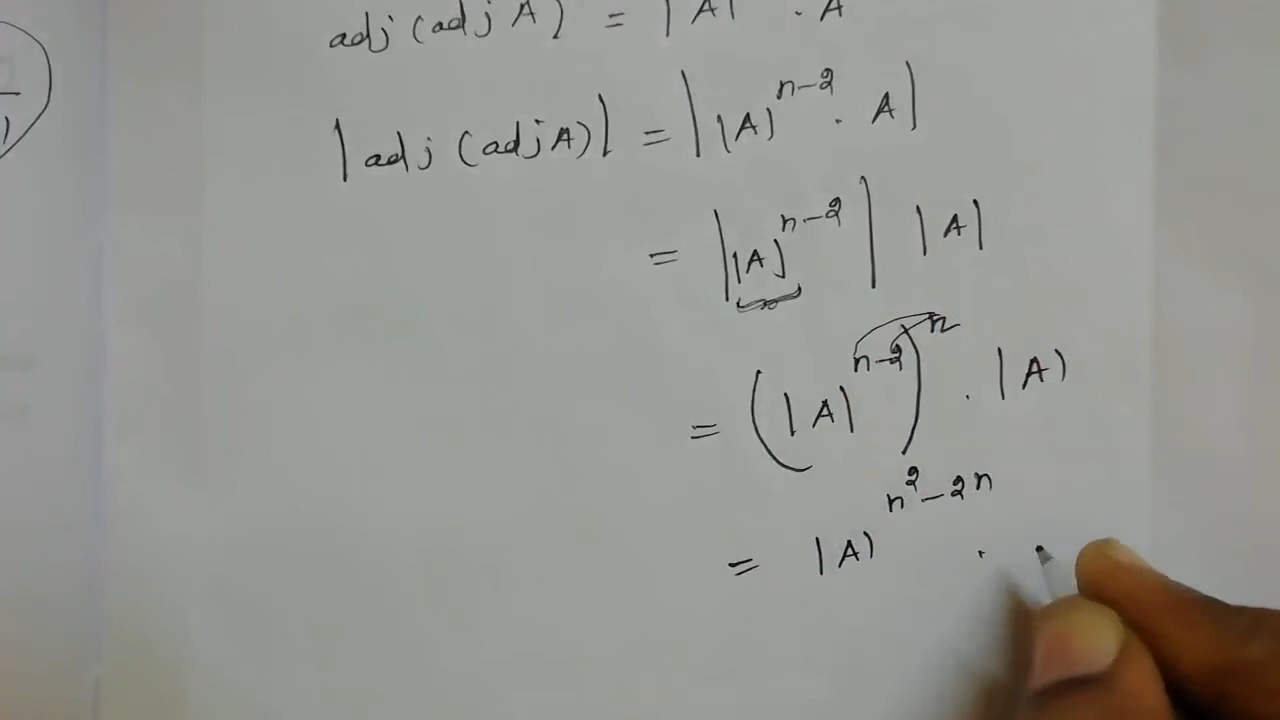 adj (adj A) = |A| . A
|adj (adj A)| = ||A|^{n-2} . A|
= ||A|^{n-2}| |A|
= (|A|^{n-2})^n . |A|
= |A|^{n^2-2n} .